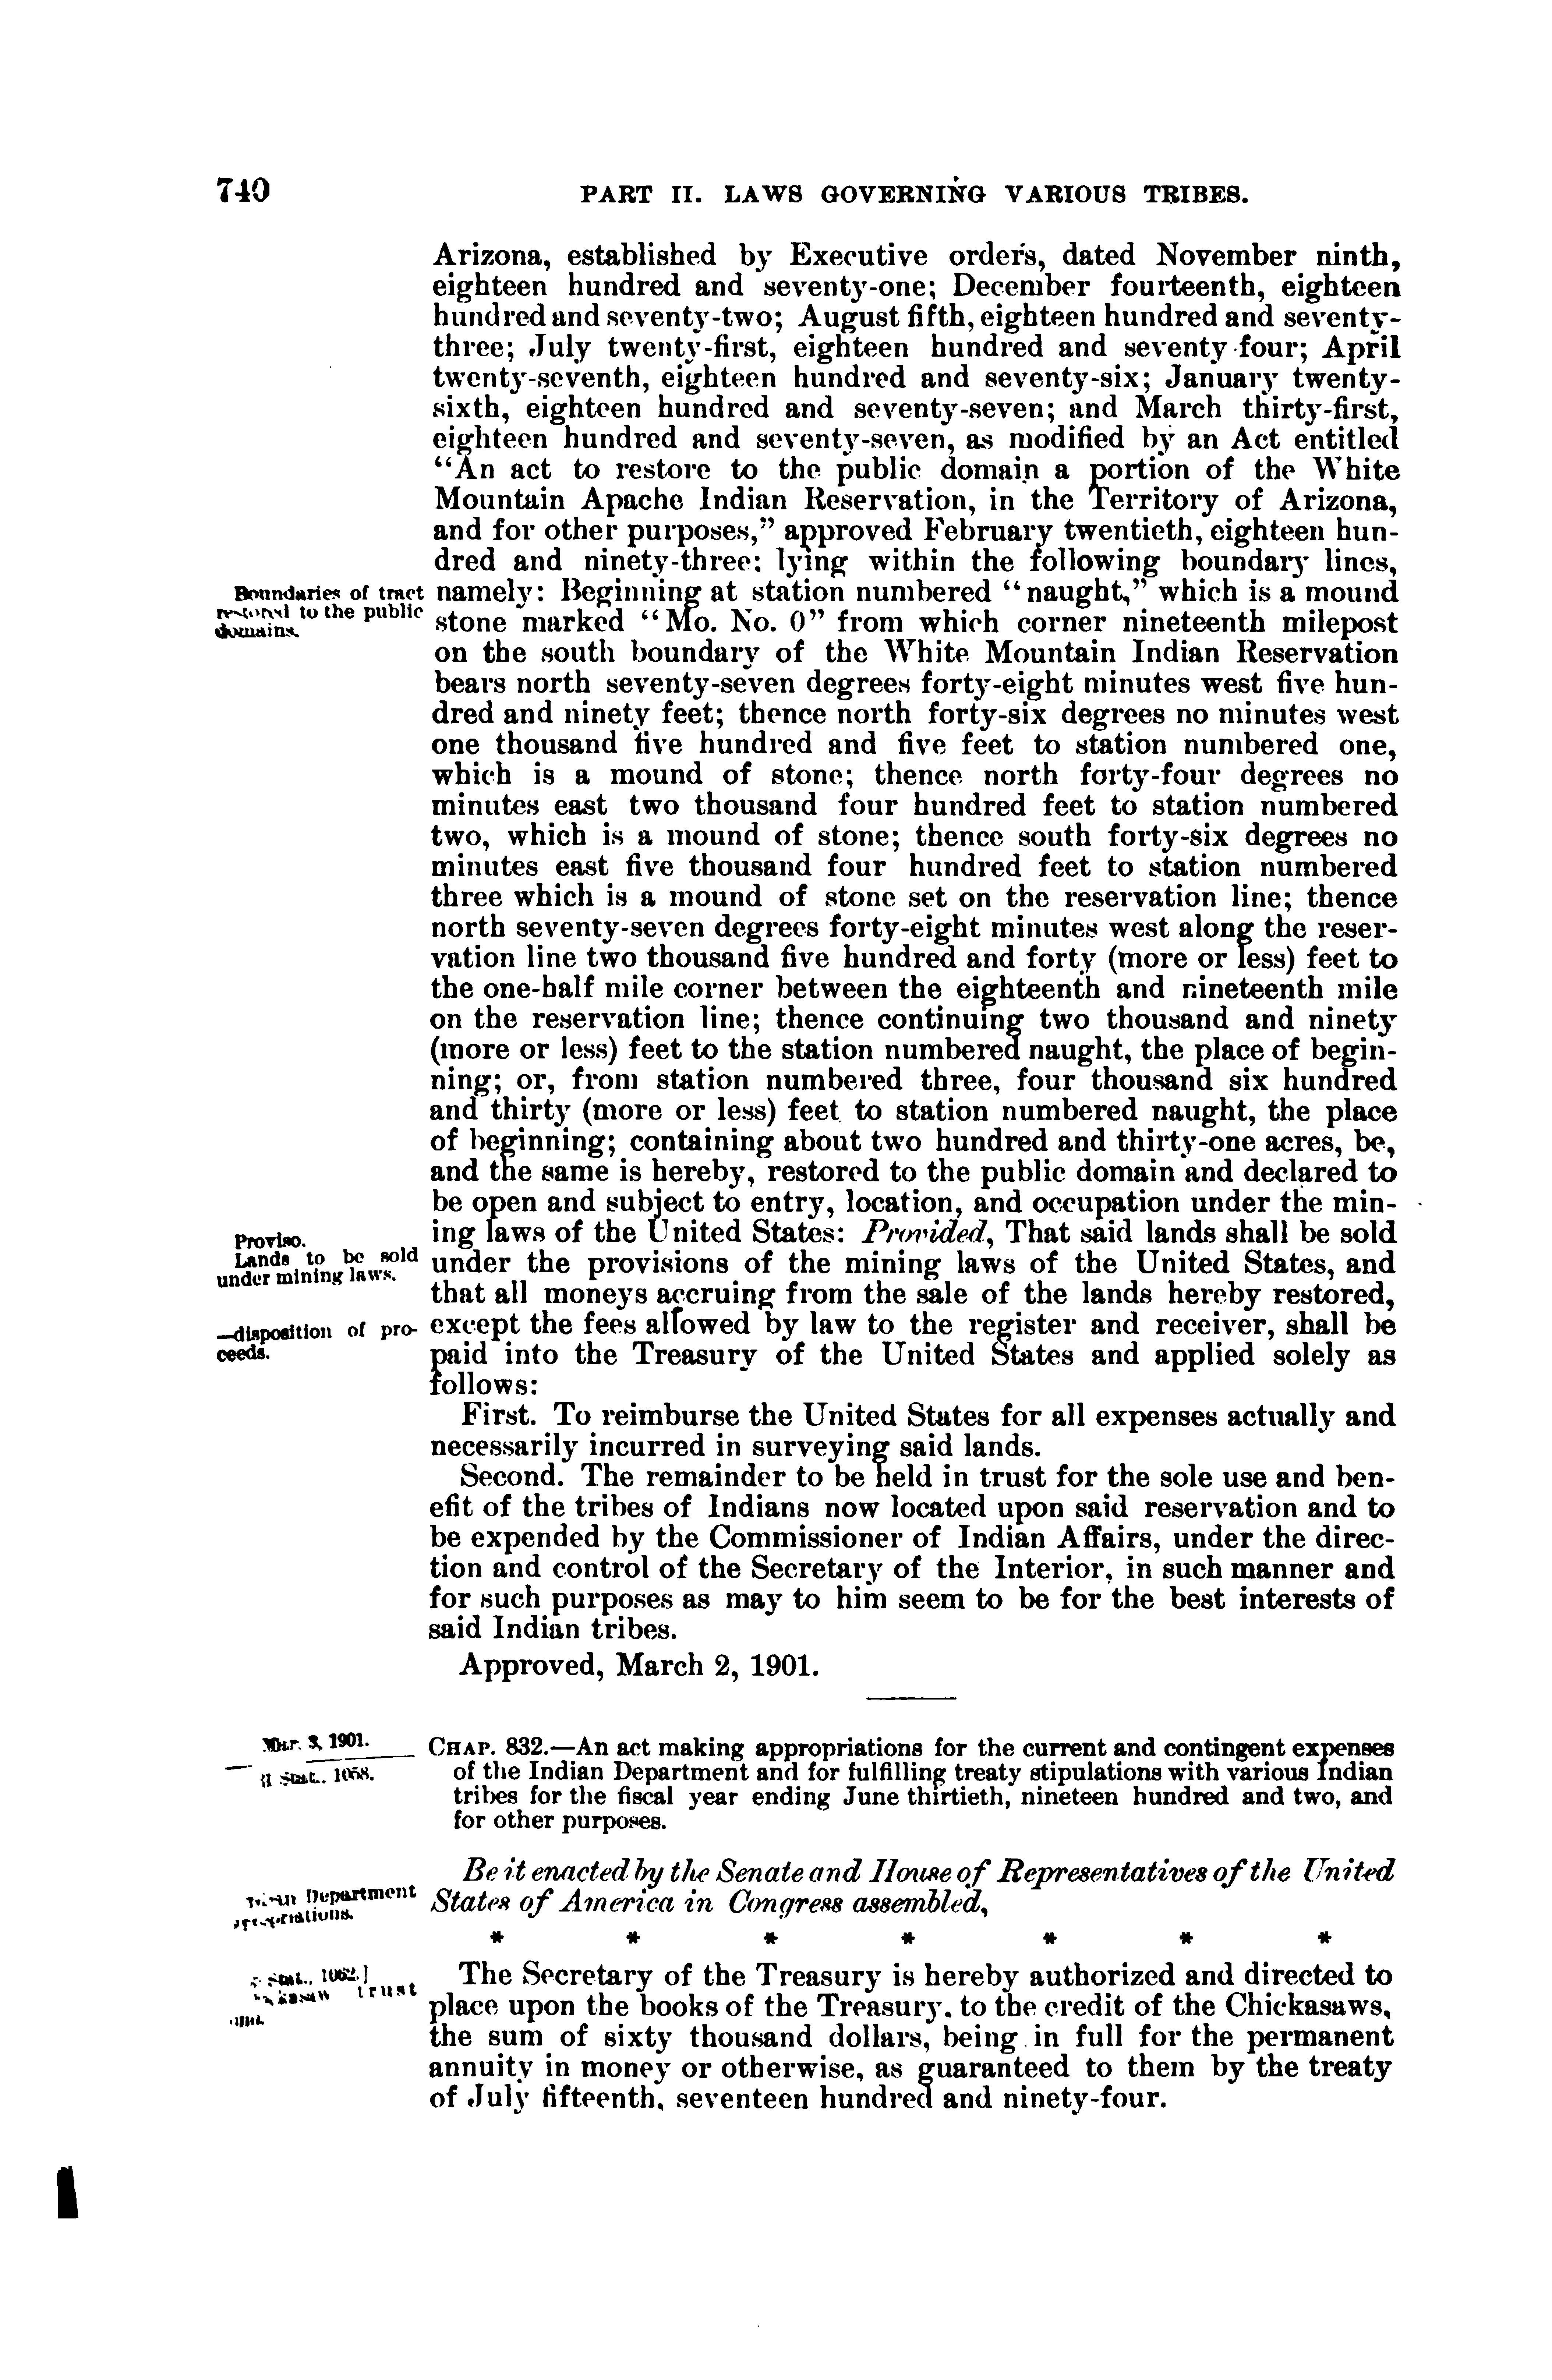 740
PART II. LAWS GOVERNING VARIOUS TRIBES.
Arizona, established by Executive orders, dated November ninth,
eighteen hundred and seventy-one; December fourteenth, eighteen
hundred and seventy-two; August fifth, eighteen hundred and seventy-
three; July twenty-first, eighteen hundred and seventy-four; April
twenty-seventh, eighteen hundred and seventy-six; January twenty-
sixth, eighteen hundred and seventy-seven; and March thirty-first,
eighteen hundred and seventy-seven, as modified by an Act entitled
“An act to restore to the public domain a portion of the White
Mountain Apache Indian Reservation, in the Territory of Arizona,
and for other purposes,” approved February twentieth, eighteen hun-
dred and ninety-three; lying within the following boundary lines,
Boundaries of tract
restored to the public
domains.
namely: Beginning at station numbered “naught,” which is a mound
stone marked “Mo. No. 0” from which corner nineteenth milepost
on the south boundary of the White Mountain Indian Reservation
bears north seventy-seven degrees forty-eight minutes west five hun-
dred and ninety feet; thence north forty-six degrees no minutes west
one thousand five hundred and five feet to station numbered one,
which is a mound of stone; thence north forty-four degrees no
minutes east two thousand four hundred feet to station numbered
two, which is a mound of stone; thence south forty-six degrees no
minutes east five thousand four hundred feet to station numbered
three which is a mound of stone set on the reservation line; thence
north seventy-seven degrees forty-eight minutes west along the reser-
vation line two thousand five hundred and forty (more or less) feet to
the one-half mile corner between the eighteenth and nineteenth mile
on the reservation line; thence continuing two thousand and ninety
(more or less) feet to the station numbered naught, the place of begin-
ning; or, from station numbered three, four thousand six hundred
and thirty (more or less) feet to station numbered naught, the place
of beginning; containing about two hundred and thirty-one acres, be,
and the same is hereby, restored to the public domain and declared to
be open and subject to entry, location, and occupation under the min-
ing laws of the United States: Provided, That said lands shall be sold
Proviso.
Lands to be sold
under mining laws.
under the provisions of the mining laws of the United States, and
that all moneys accruing from the sale of the lands hereby restored,
—disposition of pro-
ceeds.
except the fees allowed by law to the register and receiver, shall be
paid into the Treasury of the United States and applied solely as
follows:
First. To reimburse the United States for all expenses actually and
necessarily incurred in surveying said lands.
Second. The remainder to be held in trust for the sole use and ben-
efit of the tribes of Indians now located upon said reservation and to
be expended by the Commissioner of Indian Affairs, under the direc-
tion and control of the Secretary of the Interior, in such manner and
for such purposes as may to him seem to be for the best interests of
said Indian tribes.
Approved, March 2, 1901.
Mar. 3, 1901.
Stat., 1058.
CHAP. 832.—An act making appropriations for the current and contingent expenses
of the Indian Department and for fulfilling treaty stipulations with various Indian
tribes for the fiscal year ending June thirtieth, nineteen hundred and two, and
for other purposes.
Be it enacted by the Senate and House of Representatives of the United
States of America in Congress assembled,
Department
* * * * * * *
Stat., 1062.]
trust
The Secretary of the Treasury is hereby authorized and directed to
place upon the books of the Treasury, to the credit of the Chickasaws,
the sum of sixty thousand dollars, being in full for the permanent
annuity in money or otherwise, as guaranteed to them by the treaty
of July fifteenth, seventeen hundred and ninety-four.